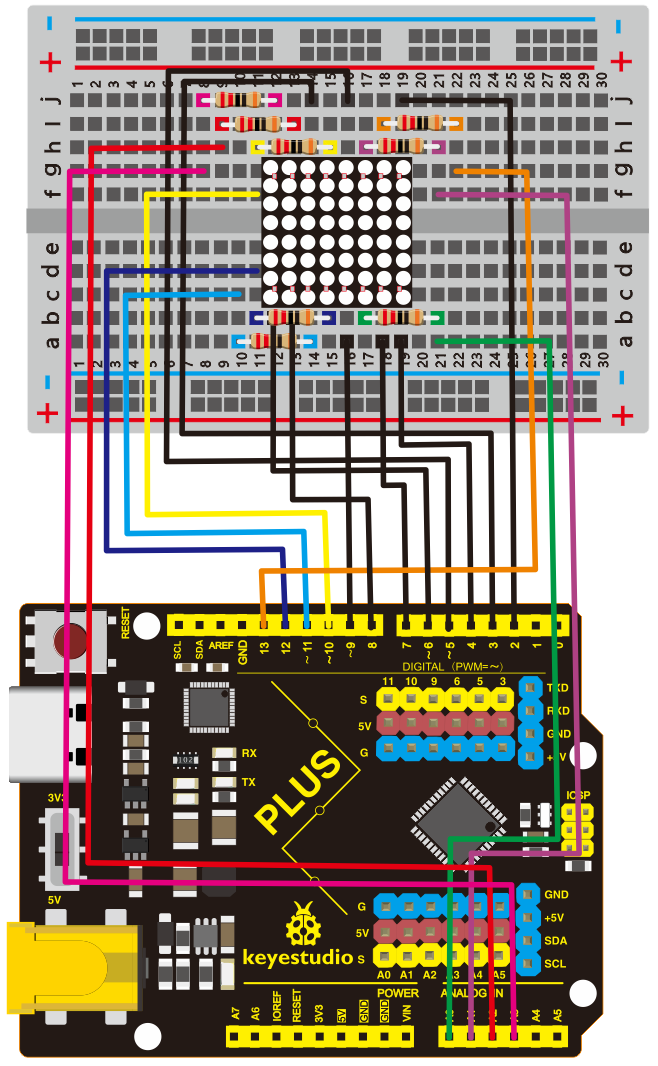 - -
+ +
1 2 3 4 5 6 7 8 9 10 11 12 13 14 15 16 17 18 19 20 21 22 23 24 25 26 27 28 29 30
j j
i i
h h
g g
f f
e e
d d
c c
b b
a a
1 2 3 4 5 6 7 8 9 10 11 12 13 14 15 16 17 18 19 20 21 22 23 24 25 26 27 28 29 30
- -
+ +
RESET
SCL
SDA
AREF
GND
13
12
~11
~10
~9
8
7
~6
~5
4
3
2
1
0
DIGITAL (PWM=~)
11 10 9 6 5 3
S
5V
G
TXD
RXD
GND
+5V
102
RX
TX
PLUS
ICSP
3V3
5V
G
5V
S
A0 A1 A2 A3 A4 A5
GND
+5V
SDA
SCL
keyestudio
POWER
ANALOG IN
A7
A6
IOREF
RESET
3V3
5V
GND
GND
VIN
A4
A5